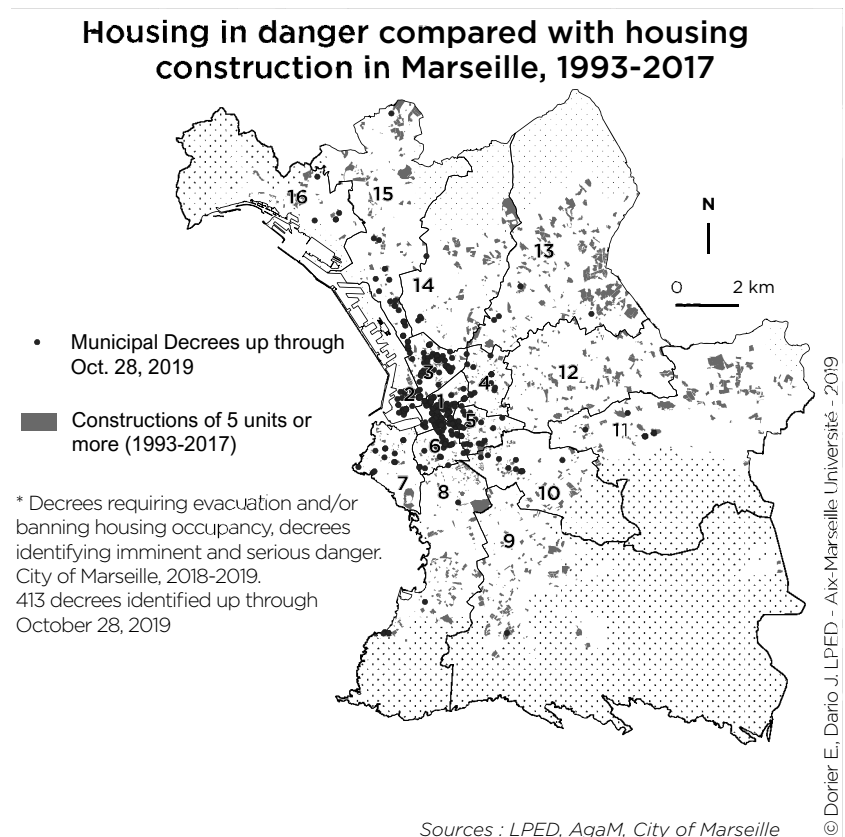 Housing in danger compared with housing
construction in Marseille, 1993-2017
16
15
N
13
0 2 km
14
Municipal Decrees up through
Oct. 28, 2019
3
4
12
2
1
5
11
Constructions of 5 units or
more (1993-2017)
6
7
8
10
* Decrees requiring evacuation and/or
banning housing occupancy, decrees
identifying imminent and serious danger.
City of Marseille, 2018-2019.
413 decrees identified up through
October 28, 2019
9
© Dorier E., Dario J. LPED - Aix-Marseille Université - 2019
Sources : LPED, AgaM, City of Marseille